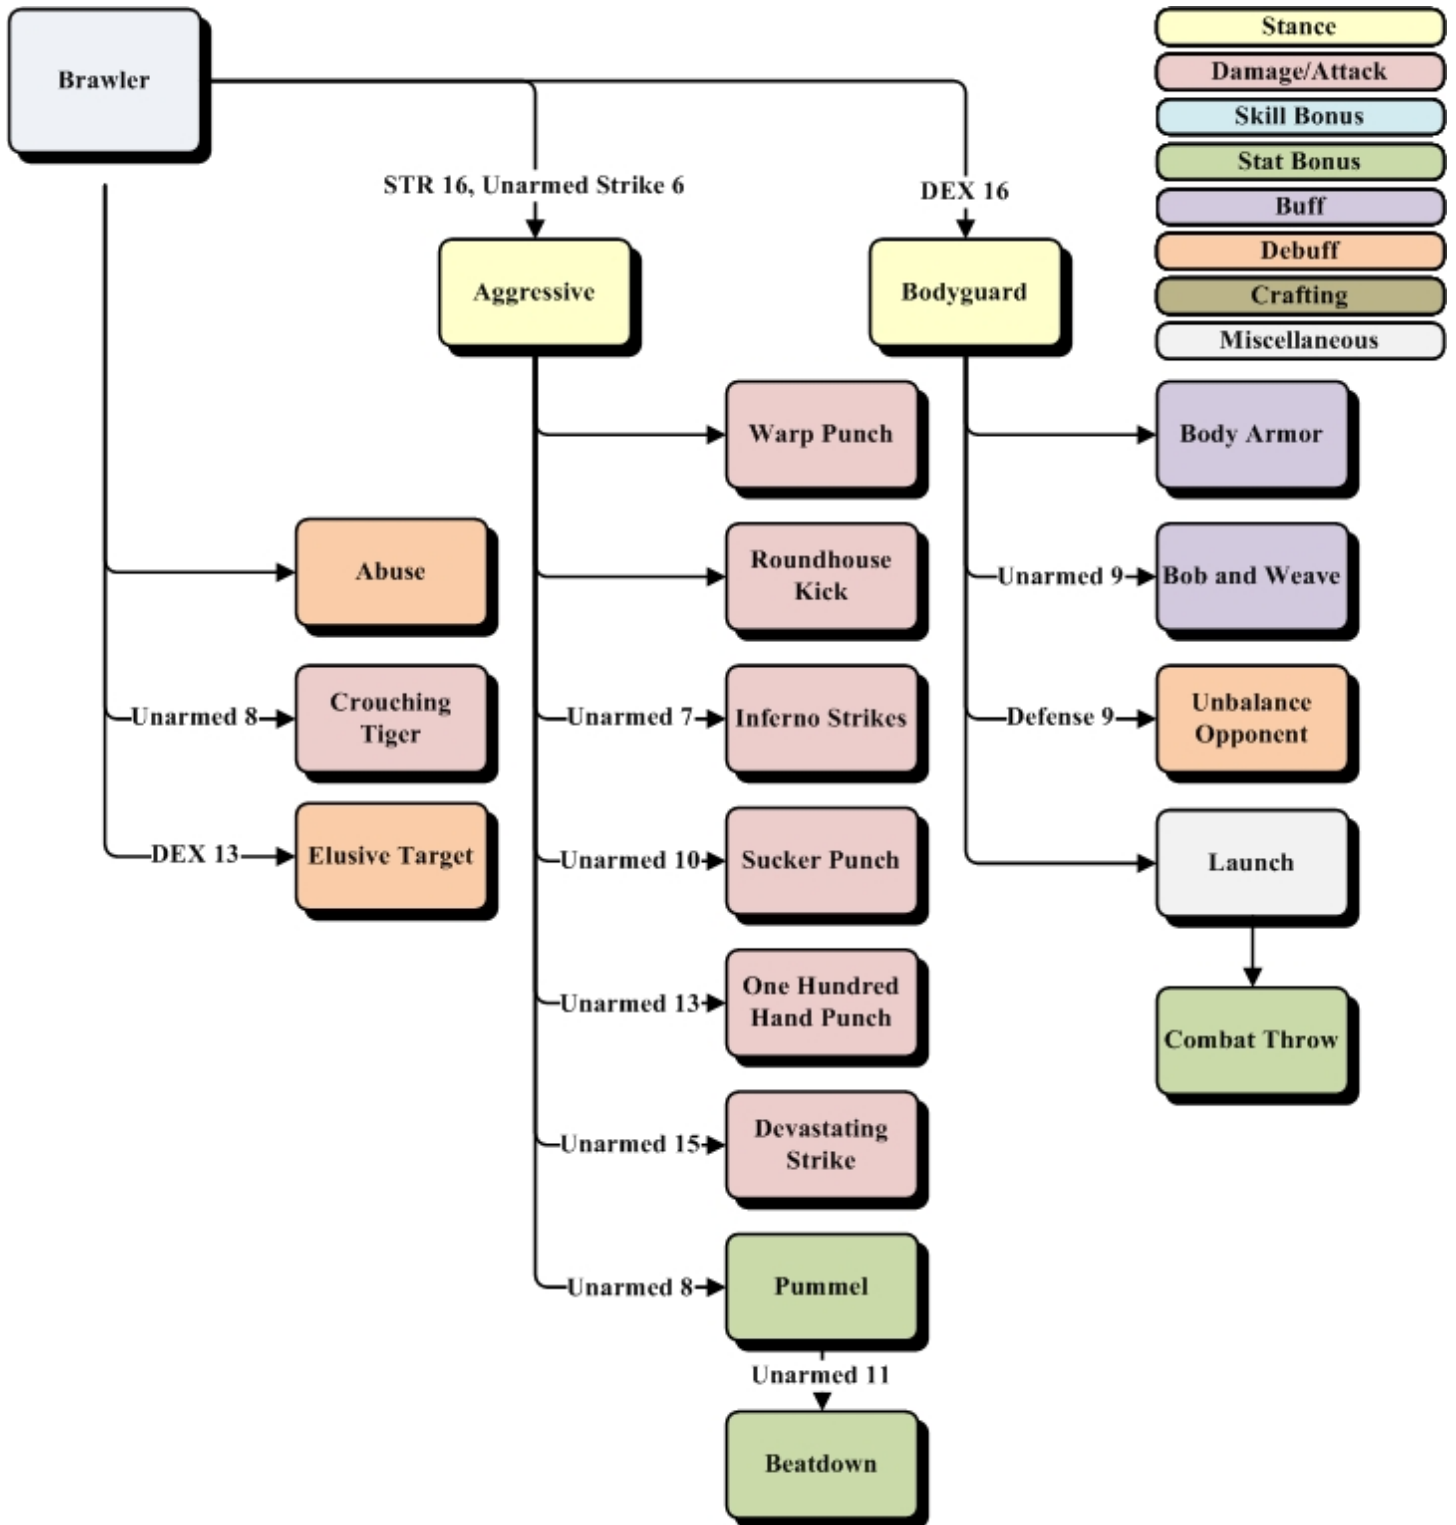 Brawler
Stance
Damage/Attack
Skill Bonus
Stat Bonus
Buff
Debuff
Crafting
Miscellaneous
STR 16, Unarmed Strike 6
DEX 16
Aggressive
Bodyguard
Warp Punch
Body Armor
Abuse
Roundhouse
Kick
Unarmed 9
Bob and Weave
Unarmed 8
Crouching
Tiger
Unarmed 7
Inferno Strikes
Defense 9
Unbalance
Opponent
DEX 13
Elusive Target
Unarmed 10
Sucker Punch
Launch
Unarmed 13
One Hundred
Hand Punch
Combat Throw
Unarmed 15
Devastating
Strike
Unarmed 8
Pummel
Unarmed 11
Beatdown